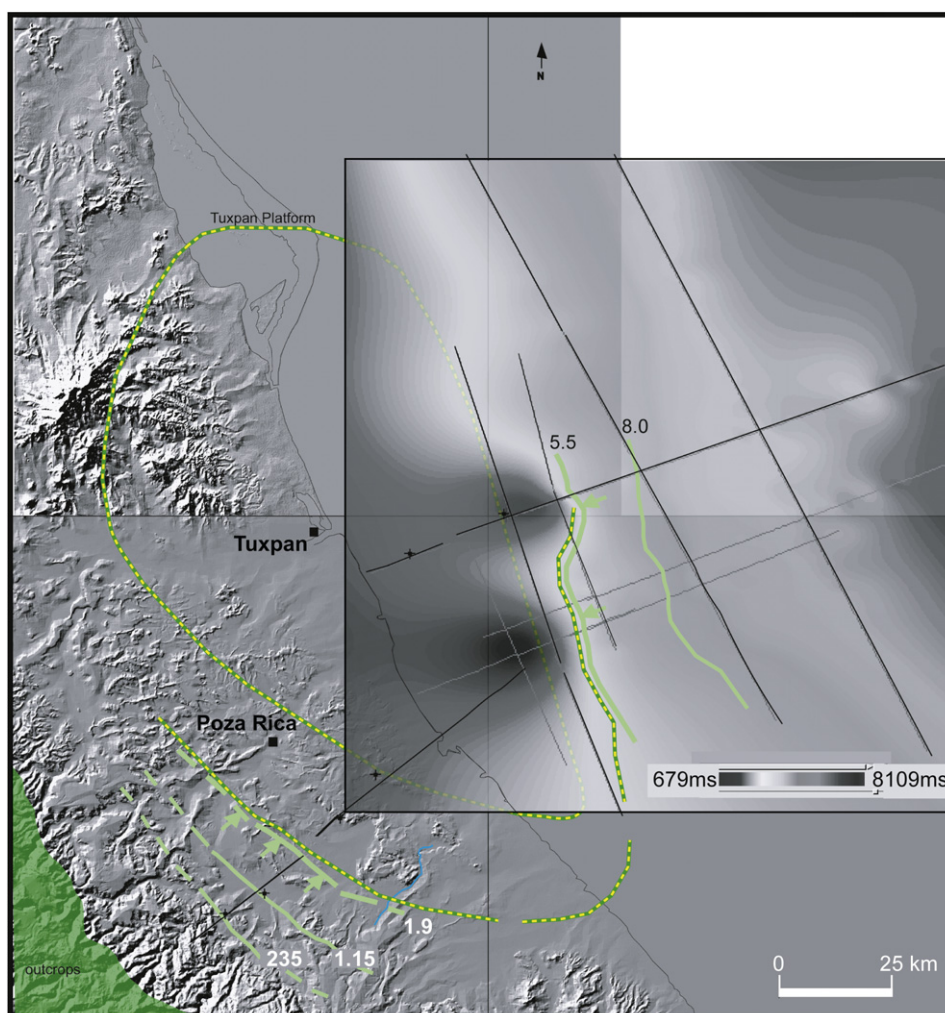 N
Tuxpan Platform
8.0
5.5
Tuxpan
Poza Rica
679ms
8109ms
1.9
235
1.15
outcrops
0
25 km